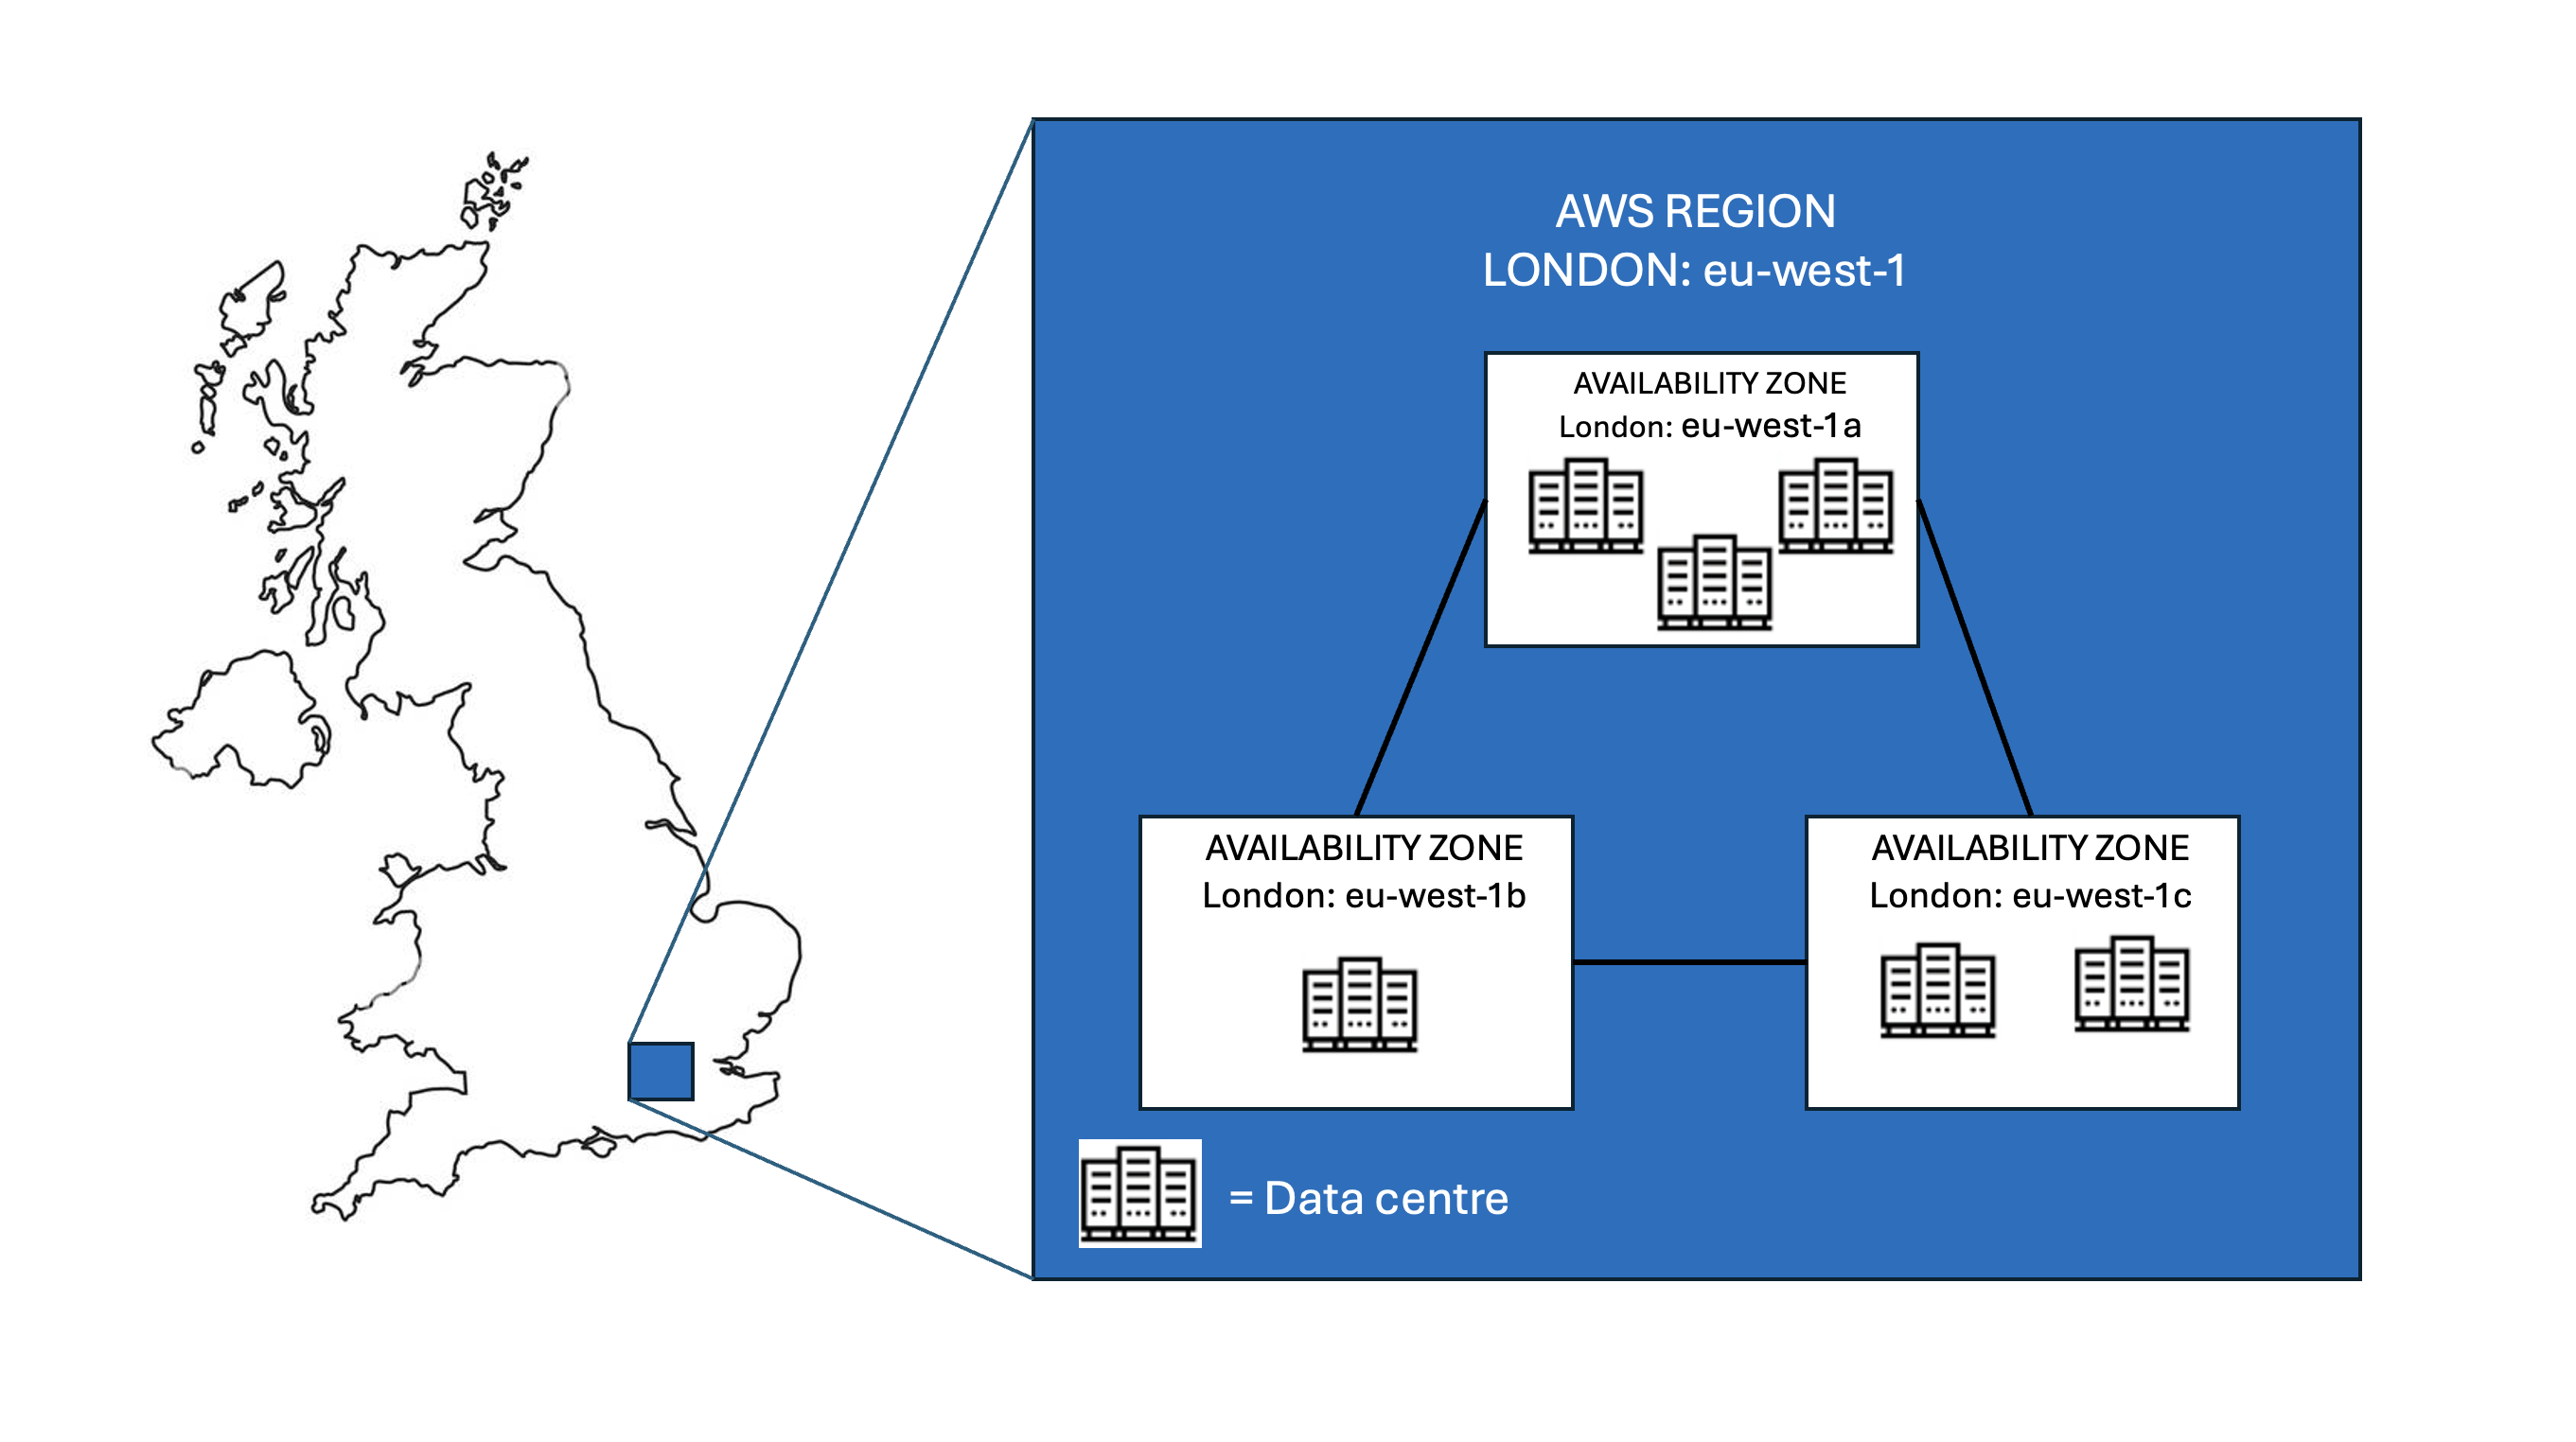 AWS REGION
LONDON: eu-west-1
AVAILABILITY ZONE
London: eu-west-1a
AVAILABILITY ZONE
London: eu-west-1b
AVAILABILITY ZONE
London: eu-west-1c
= Data centre